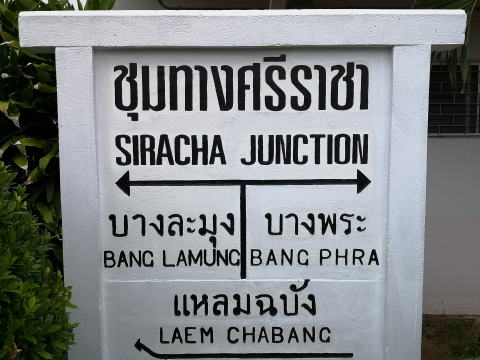 ชุมทางศรีราชา
SIRACHA JUNCTION
บางละมุง บางพระ
BANG LAMUNG BANG PHRA
แหลมฉบัง
LAEM CHABANG